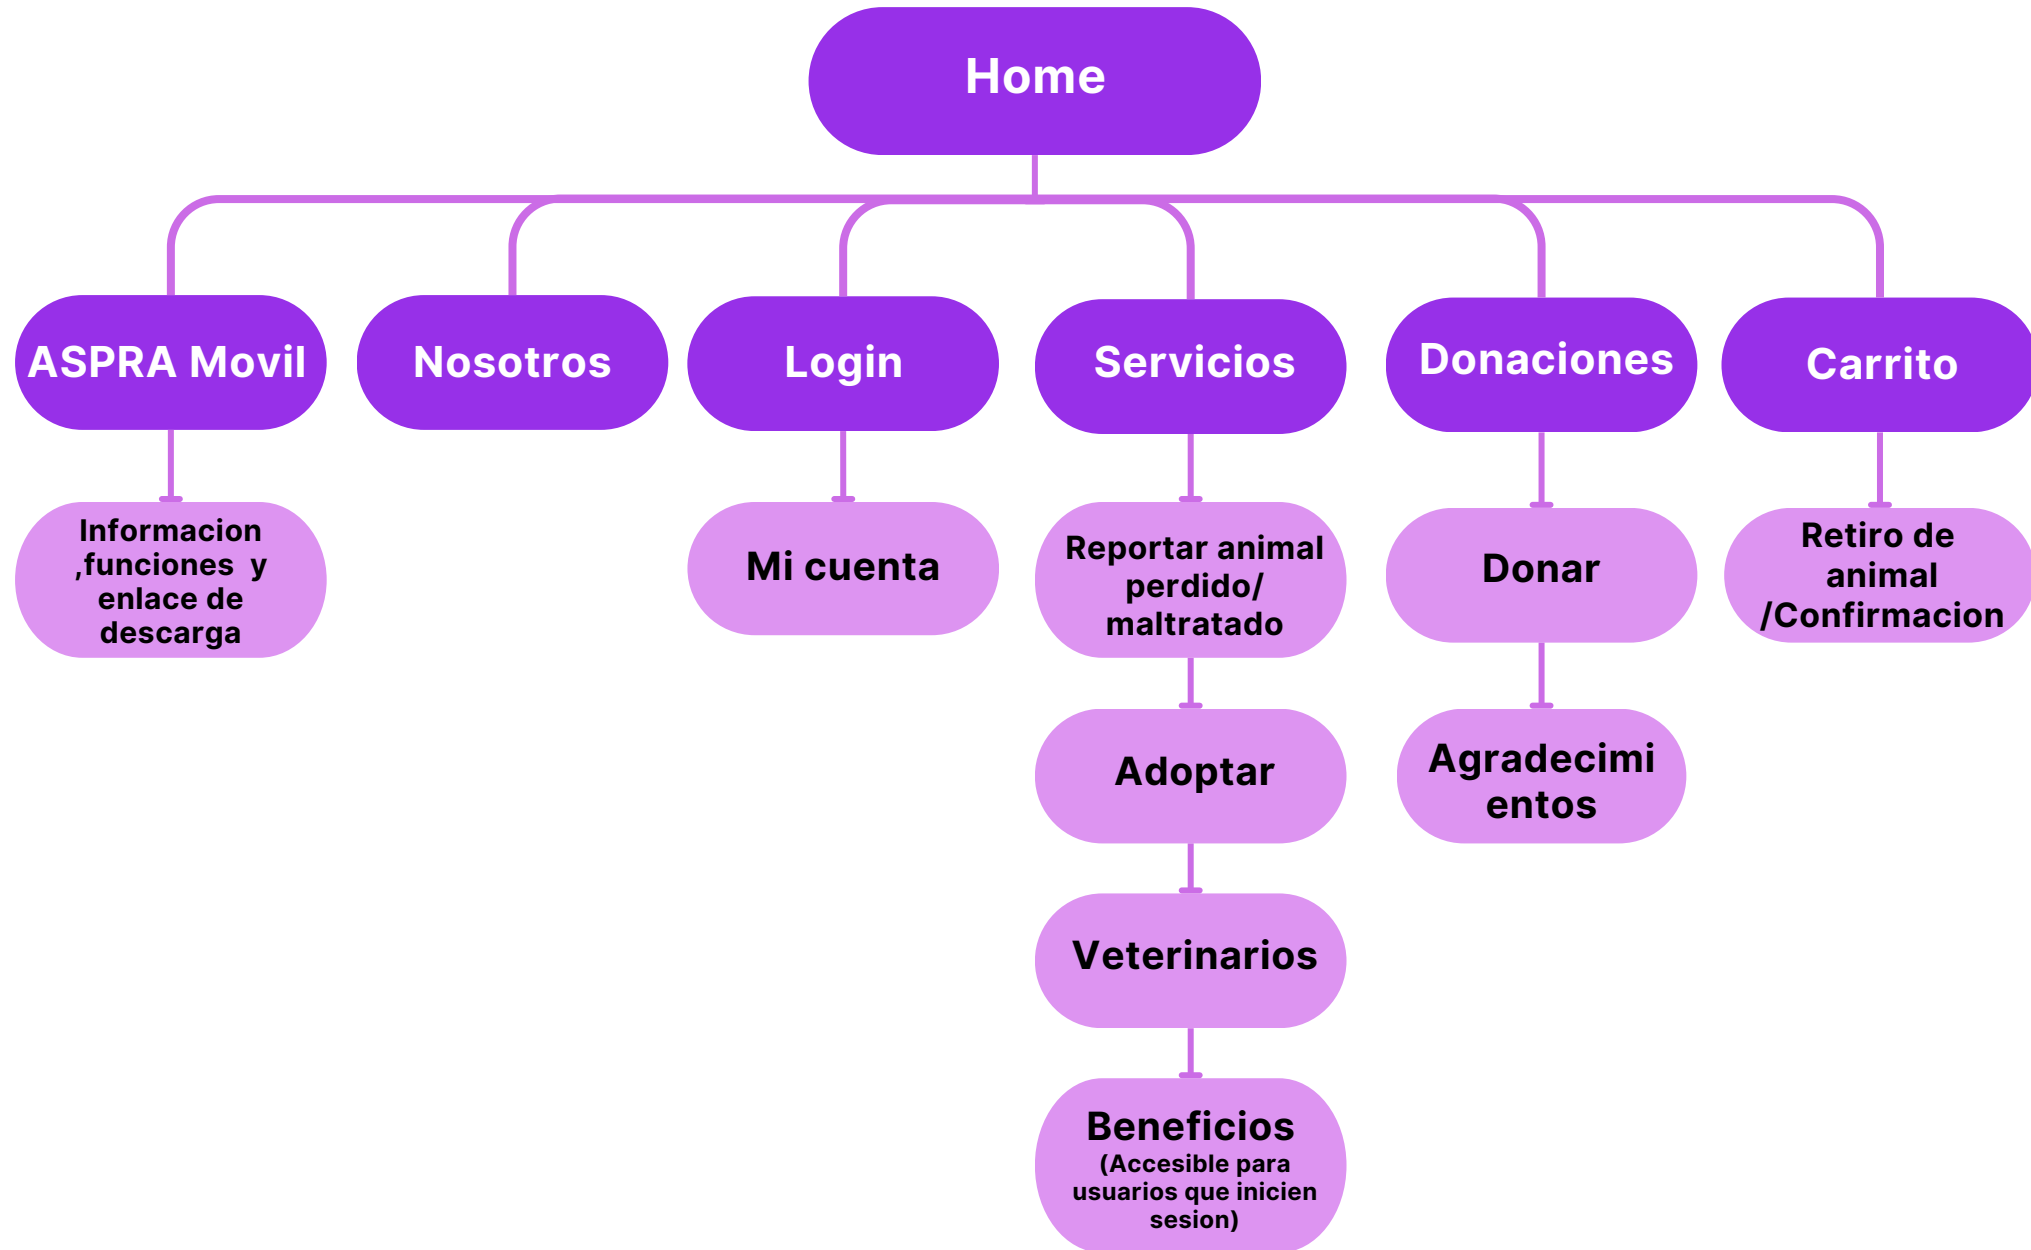 Home
ASPRA Movil
Nosotros
Login
Servicios
Donaciones
Carrito
Informacion
,funciones y
enlace de
descarga
Mi cuenta
Reportar animal
perdido/
maltratado
Donar
Retiro de
animal
/Confirmacion
Adoptar
Agradecimi
entos
Veterinarios
Beneficios
(Accesible para
usuarios que inicien
sesion)